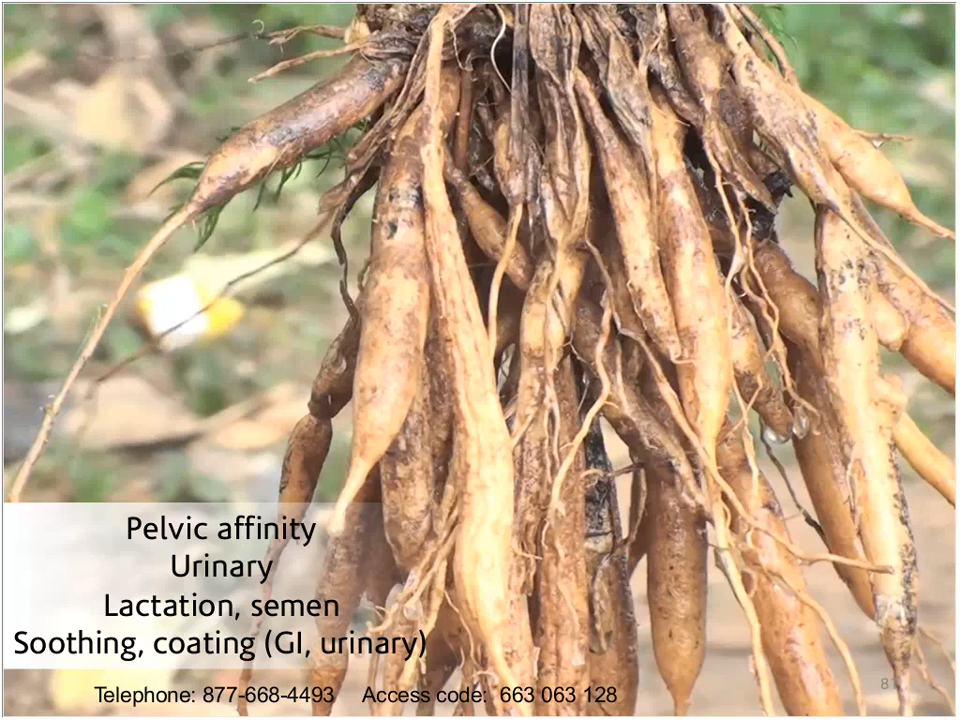 Pelvic affinity
Urinary
Lactation, semen
Soothing, coating (GI, urinary)
Telephone: 877-668-4493 Access code: 663 063 128